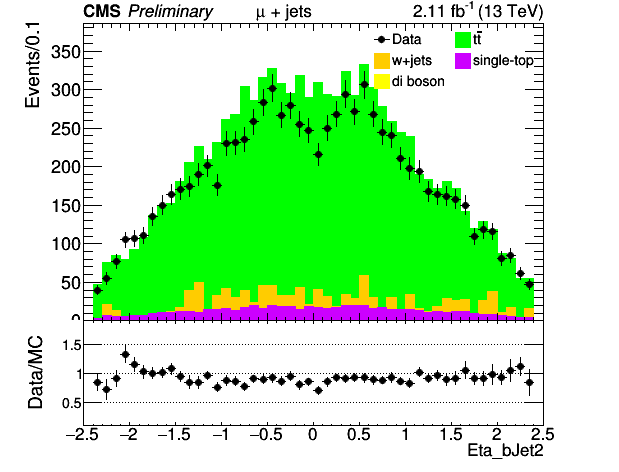 CMS Preliminary μ + jets 2.11 fb⁻¹ (13 TeV)
Events/0.1
350
300
250
200
150
100
50
0
Data
tt̄
w+jets
single-top
di boson
Data/MC
1.5
1
0.5
−2.5 −2 −1.5 −1 −0.5 0 0.5 1 1.5 2 2.5
Eta_bJet2